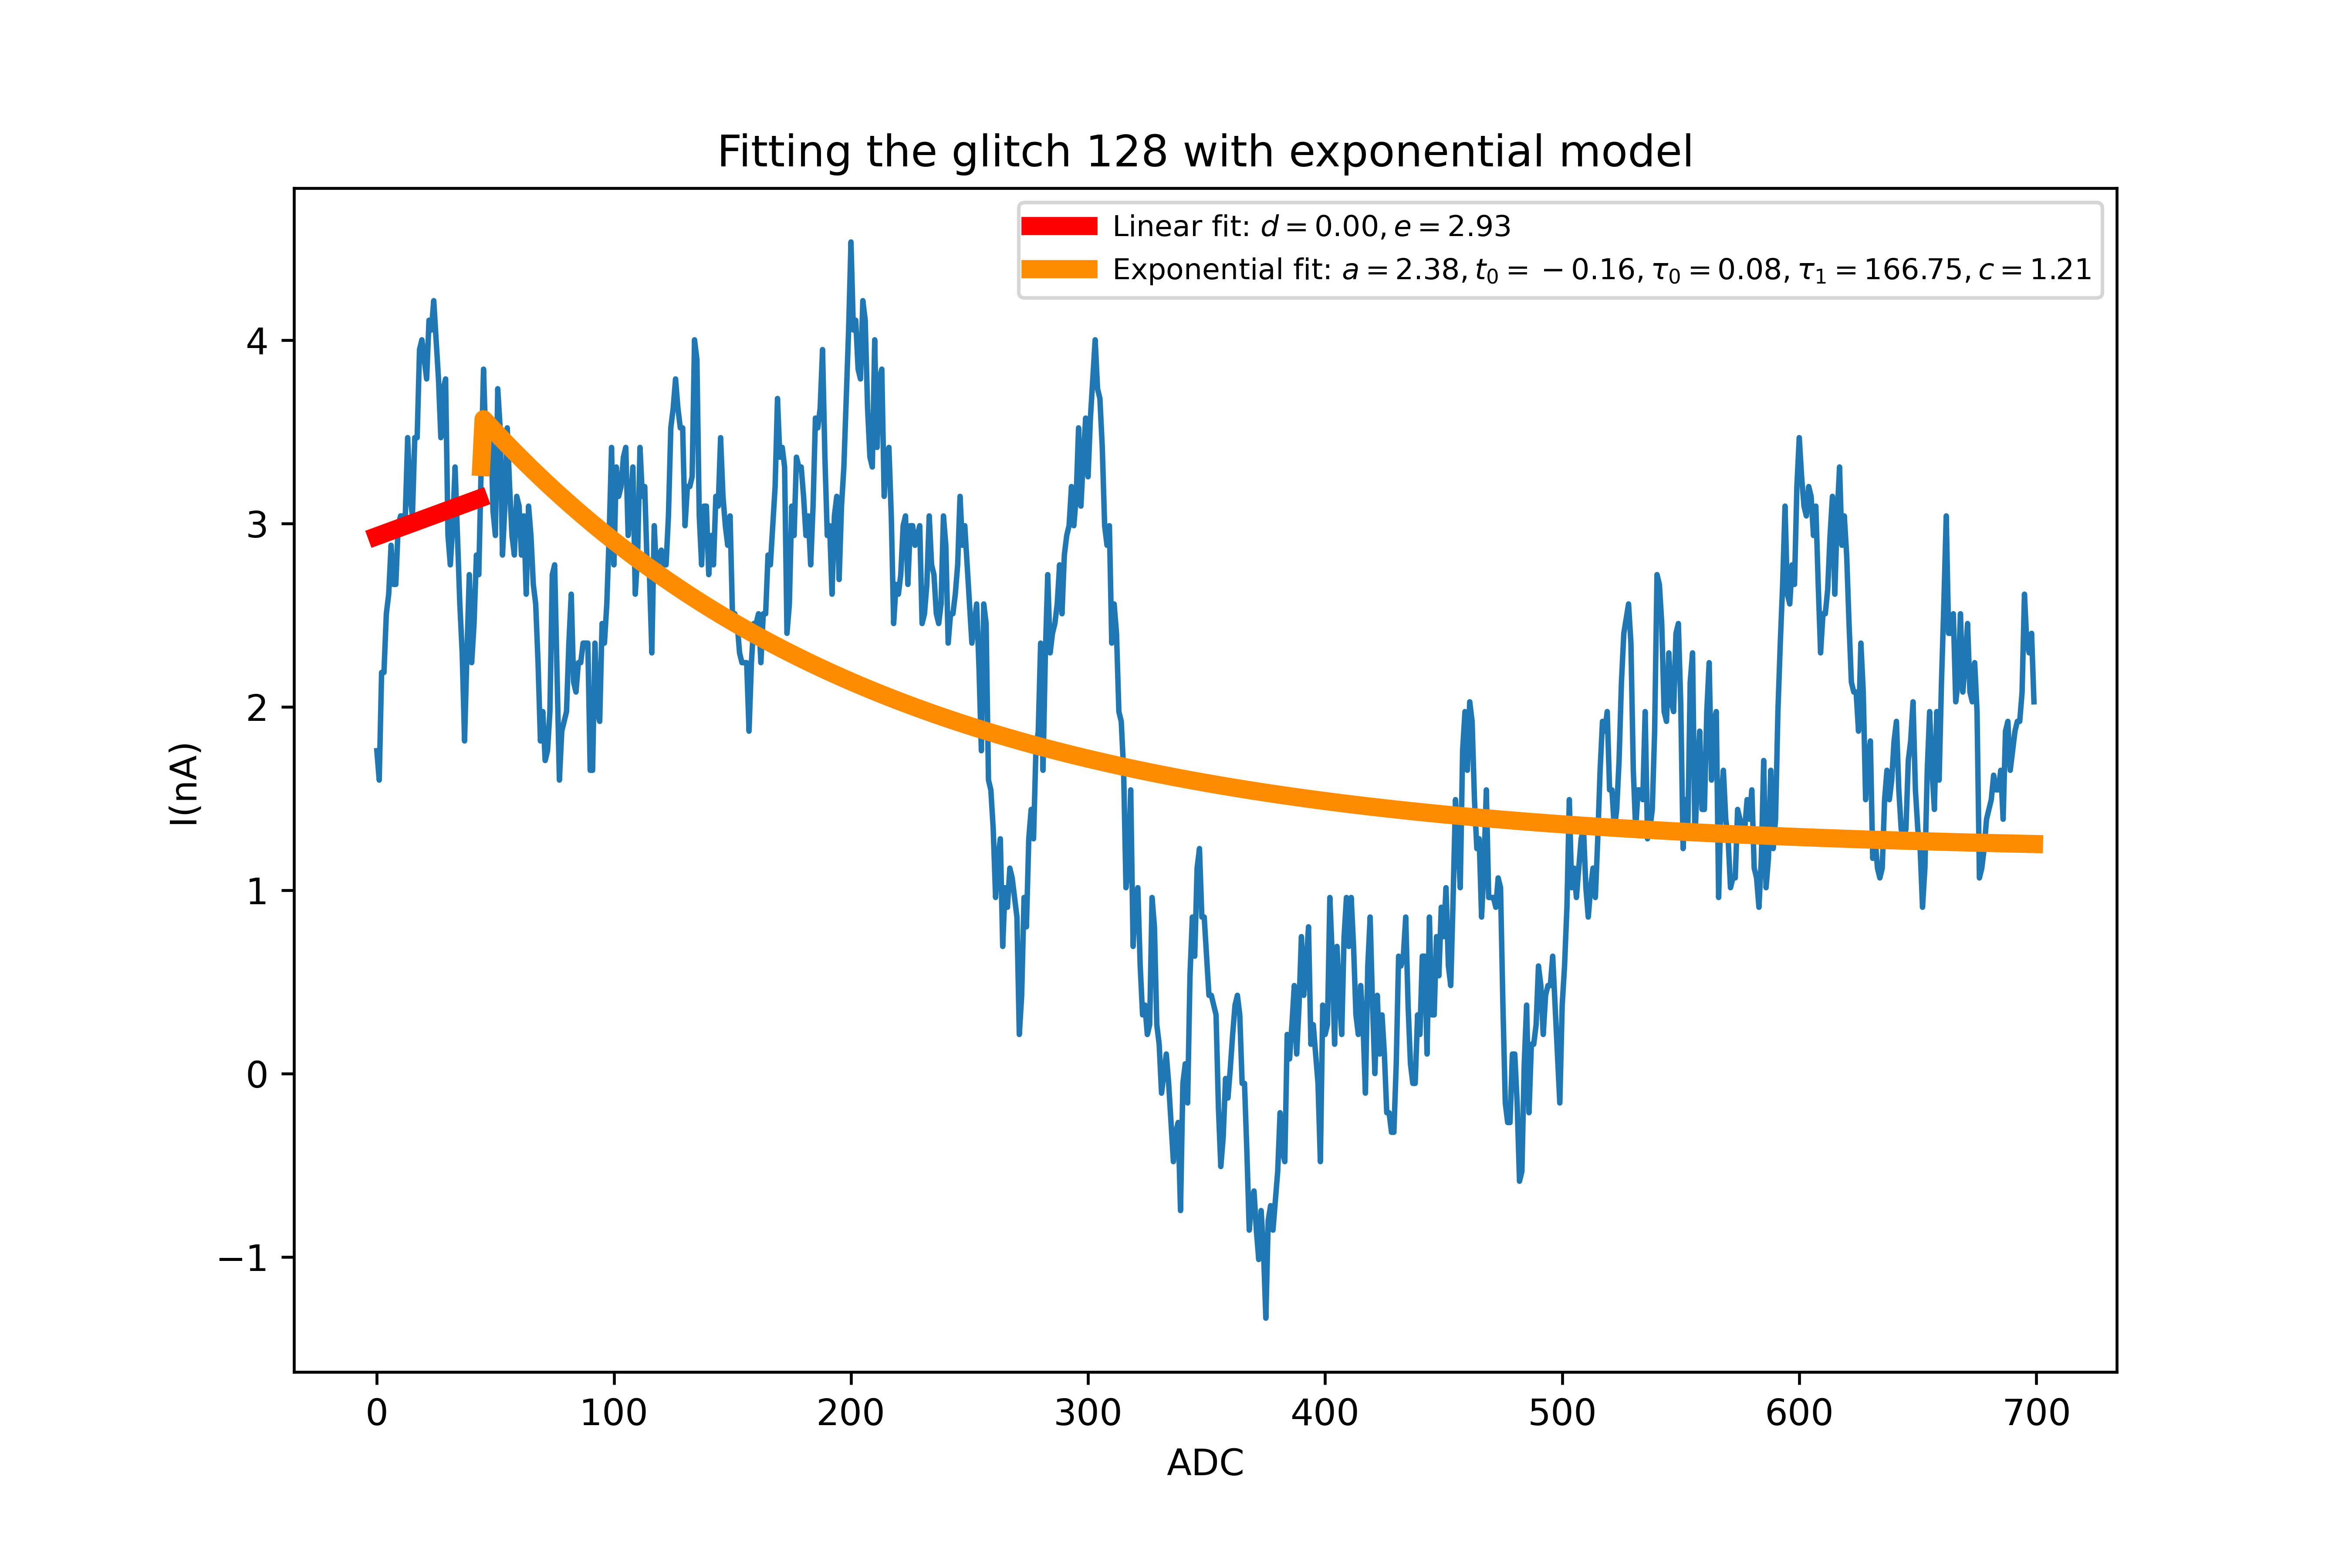 Fitting the glitch 128 with exponential model
Linear fit: d = 0.00, e = 2.93
Exponential fit: a = 2.38, t₀ = −0.16, τ₀ = 0.08, τ₁ = 166.75, c = 1.21
4
3
2
1
0
−1
I(nA)
0 100 200 300 400 500 600 700
ADC